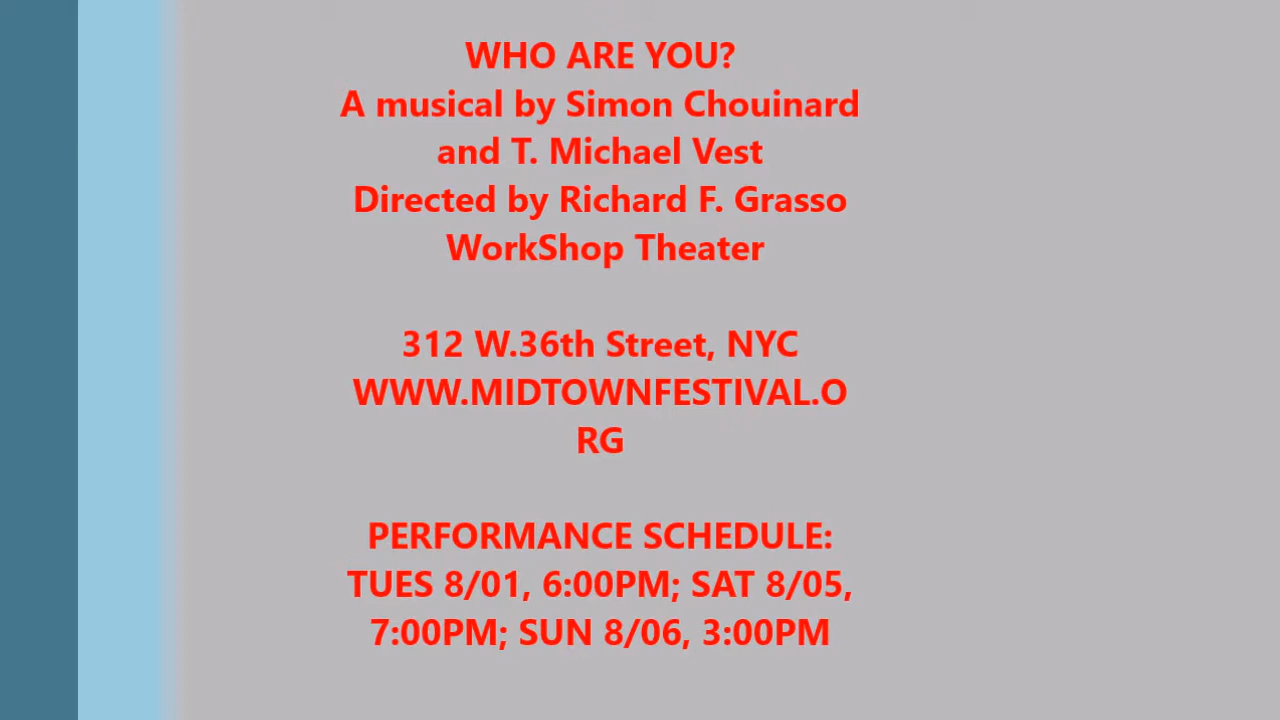 WHO ARE YOU?
A musical by Simon Chouinard
and T. Michael Vest
Directed by Richard F. Grasso
WorkShop Theater
312 W.36th Street, NYC
WWW.MIDTOWNFESTIVAL.O
RG
PERFORMANCE SCHEDULE:
TUES 8/01, 6:00PM; SAT 8/05,
7:00PM; SUN 8/06, 3:00PM